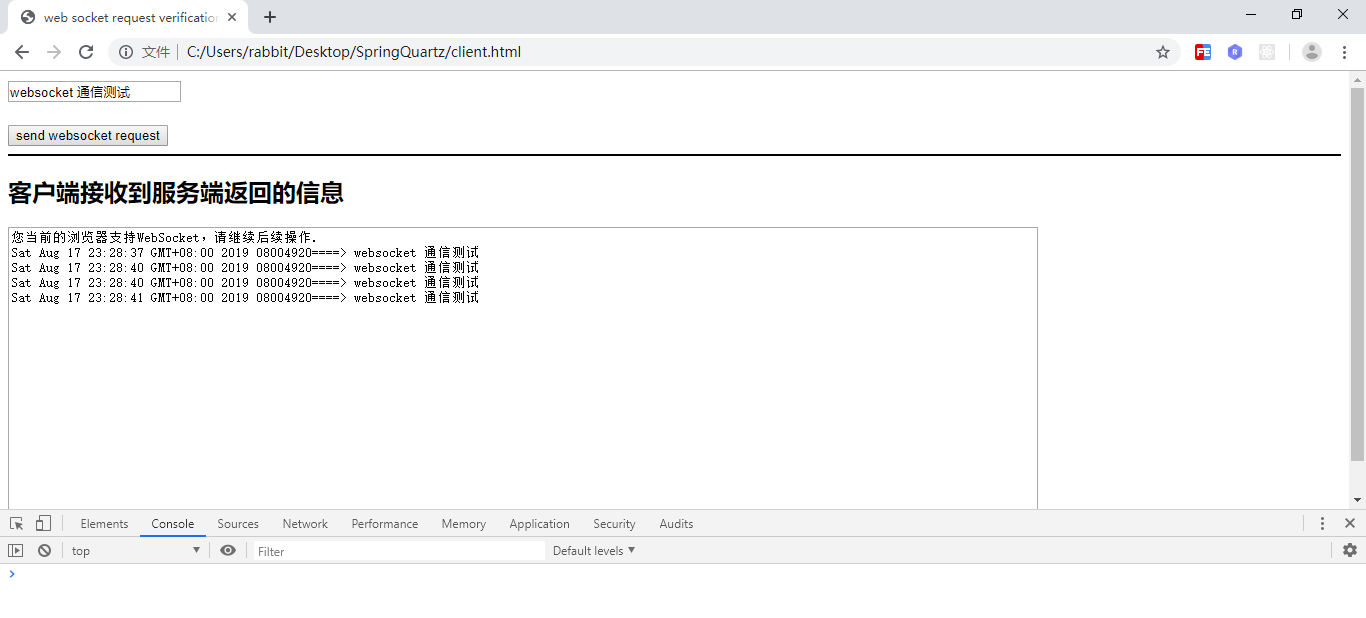 web socket request verification
文件 C:/Users/rabbit/Desktop/SpringQuartz/client.html
FE R
websocket 通信测试
send websocket request
客户端接收到服务端返回的信息
您当前的浏览器支持WebSocket，请继续后续操作.
Sat Aug 17 23:28:37 GMT+08:00 2019 08004920====> websocket 通信测试
Sat Aug 17 23:28:40 GMT+08:00 2019 08004920====> websocket 通信测试
Sat Aug 17 23:28:40 GMT+08:00 2019 08004920====> websocket 通信测试
Sat Aug 17 23:28:41 GMT+08:00 2019 08004920====> websocket 通信测试
Elements Console Sources Network Performance Memory Application Security Audits
top Filter Default levels